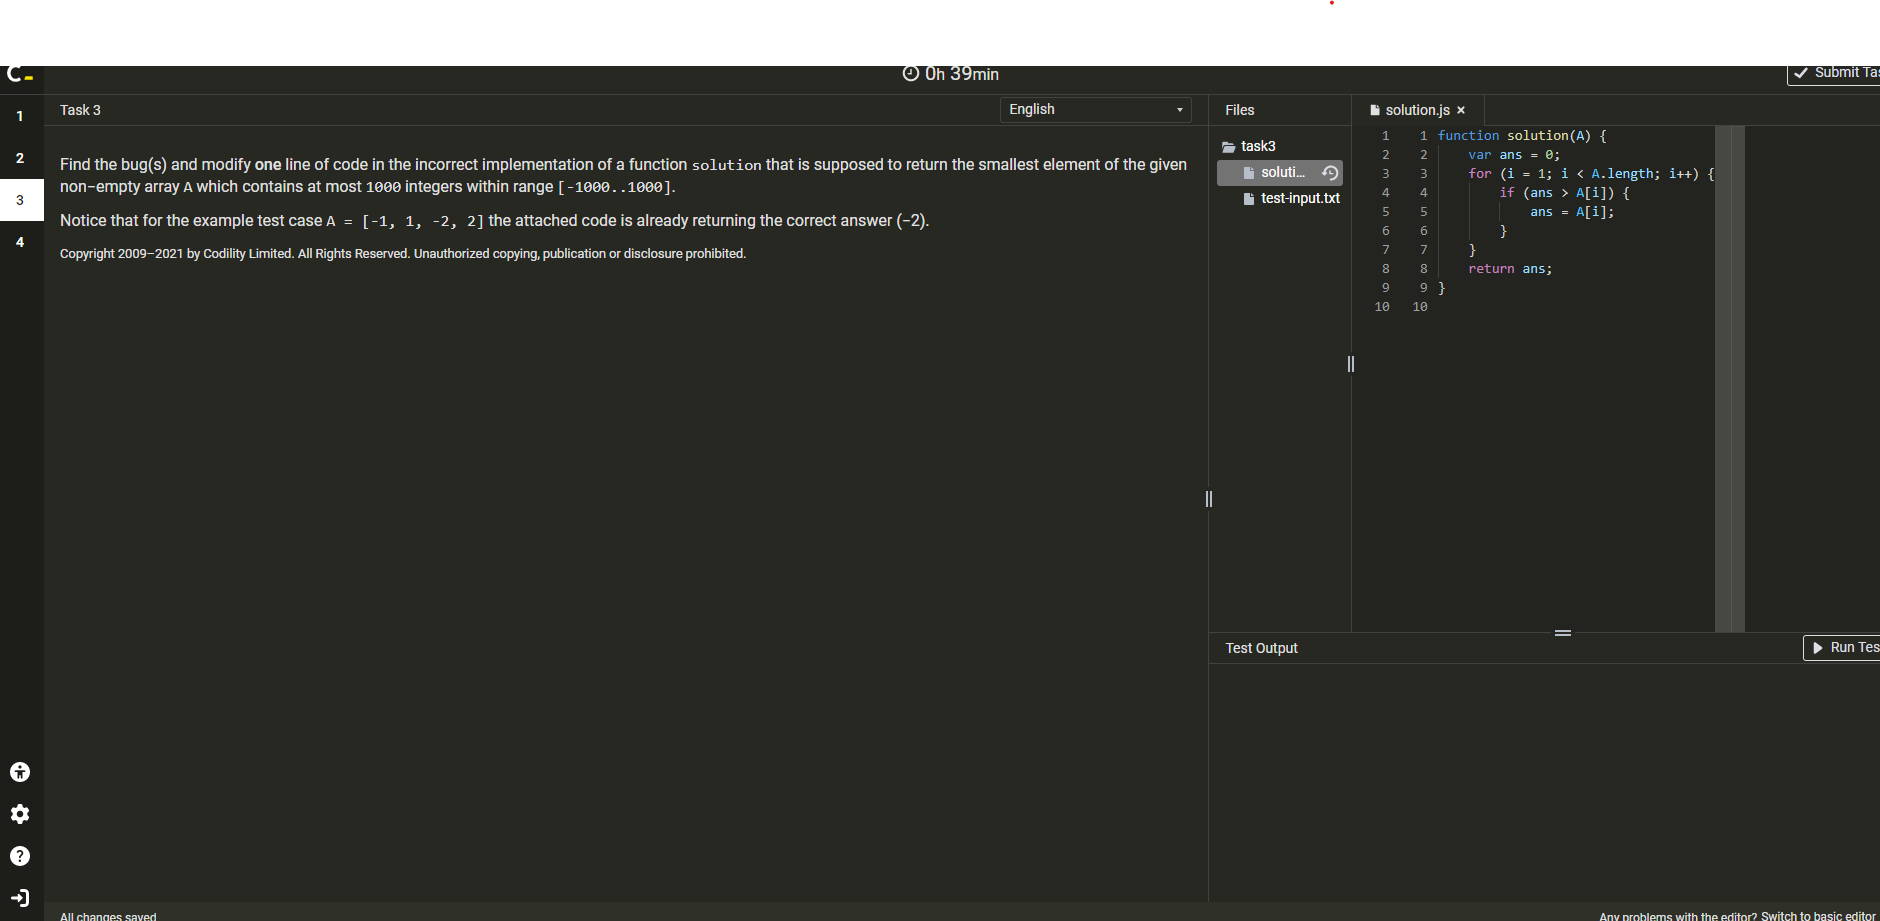 0h 39min
Submit Tas
1
2
3
4
Task 3
English
Find the bug(s) and modify one line of code in the incorrect implementation of a function solution that is supposed to return the smallest element of the given
non-empty array A which contains at most 1000 integers within range [-1000..1000].
Notice that for the example test case A = [-1, 1, -2, 2] the attached code is already returning the correct answer (−2).
Copyright 2009–2021 by Codility Limited. All Rights Reserved. Unauthorized copying, publication or disclosure prohibited.
Files
task3
soluti...
test-input.txt
solution.js ×
1 1 function solution(A) {
2 2 var ans = 0;
3 3 for (i = 1; i < A.length; i++) {
4 4 if (ans > A[i]) {
5 5 ans = A[i];
6 6 }
7 7 }
8 8 return ans;
9 9 }
10 10
Test Output
Run Tes
All changes saved
Any problems with the editor? Switch to basic editor